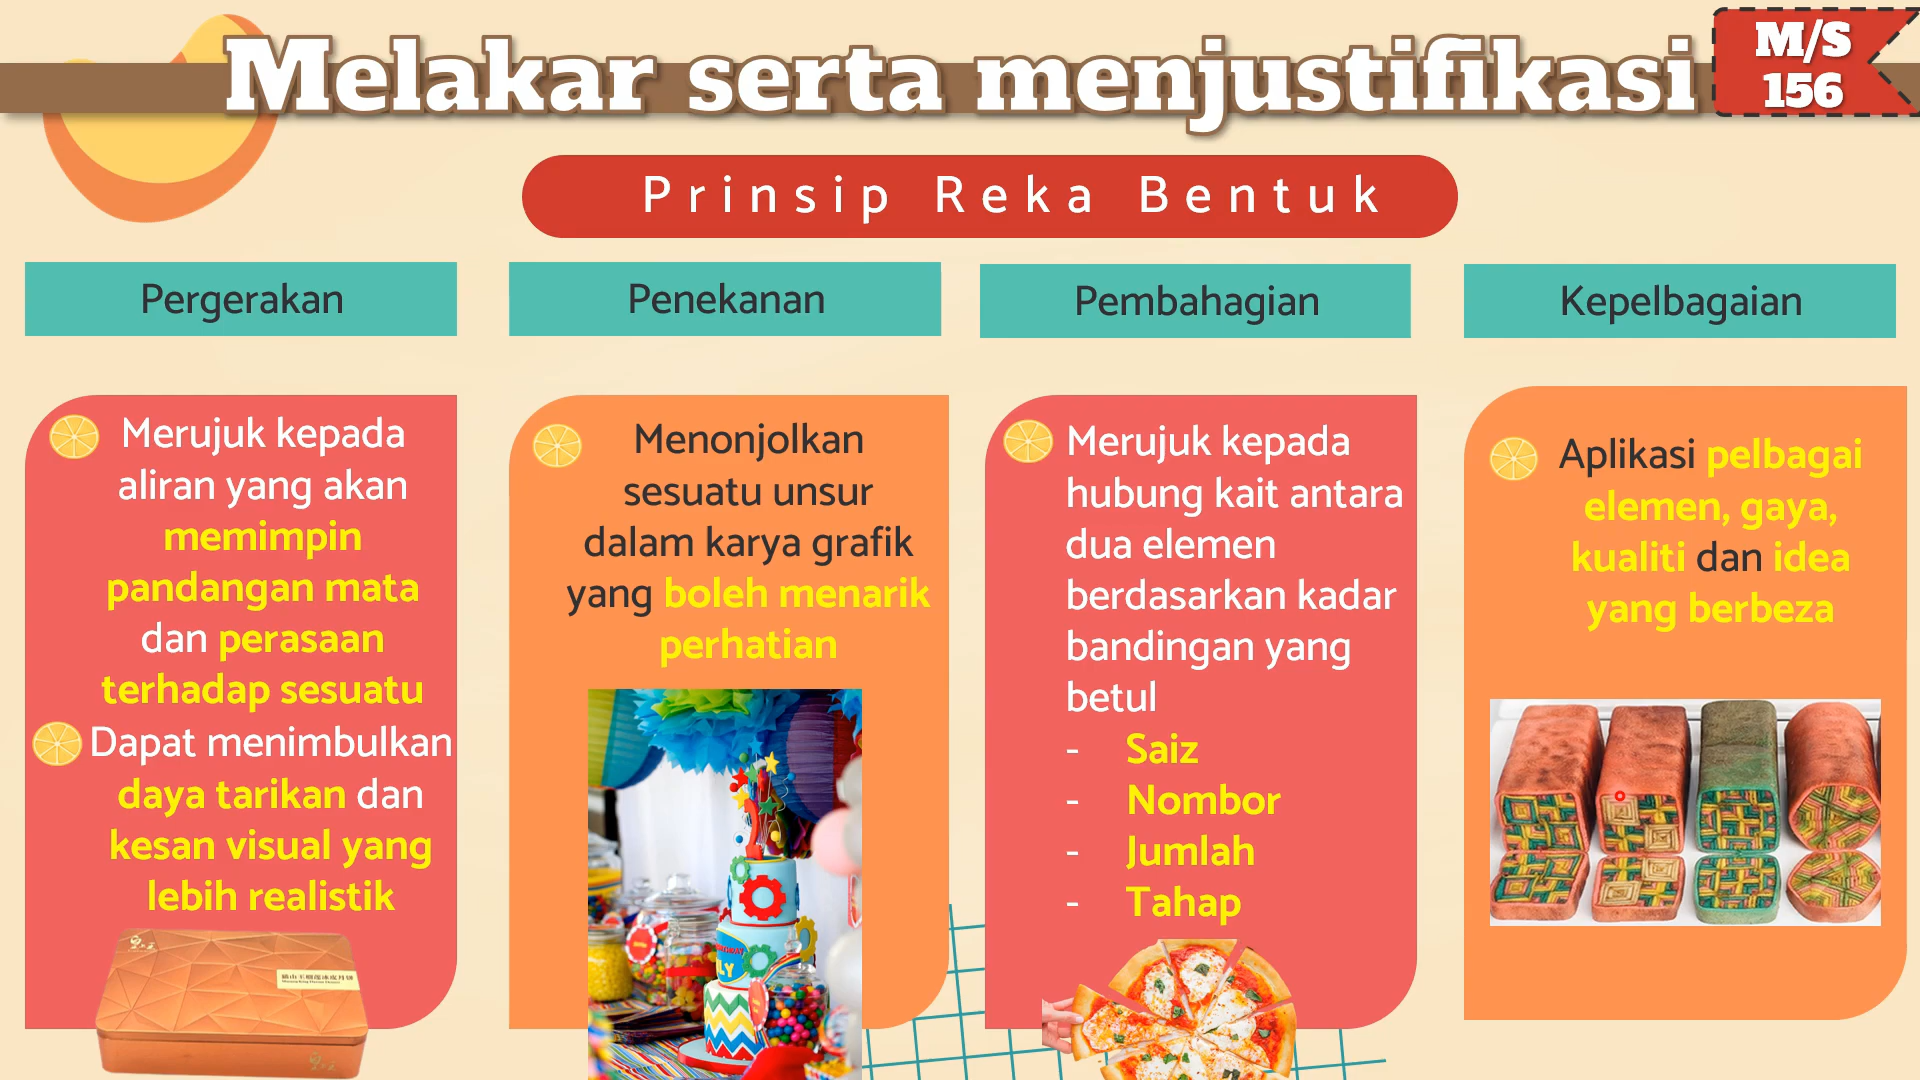 Melakar serta menjustifikasi
M/S
156
Prinsip Reka Bentuk
Pergerakan
Merujuk kepada
aliran yang akan
memimpin
pandangan mata
dan perasaan
terhadap sesuatu
Dapat menimbulkan
daya tarikan dan
kesan visual yang
lebih realistik
Penekanan
Menonjolkan
sesuatu unsur
dalam karya grafik
yang boleh menarik
perhatian
Pembahagian
Merujuk kepada
hubung kait antara
dua elemen
berdasarkan kadar
bandingan yang
betul
- Saiz
- Nombor
- Jumlah
- Tahap
Kepelbagaian
Aplikasi pelbagai
elemen, gaya,
kualiti dan idea
yang berbeza